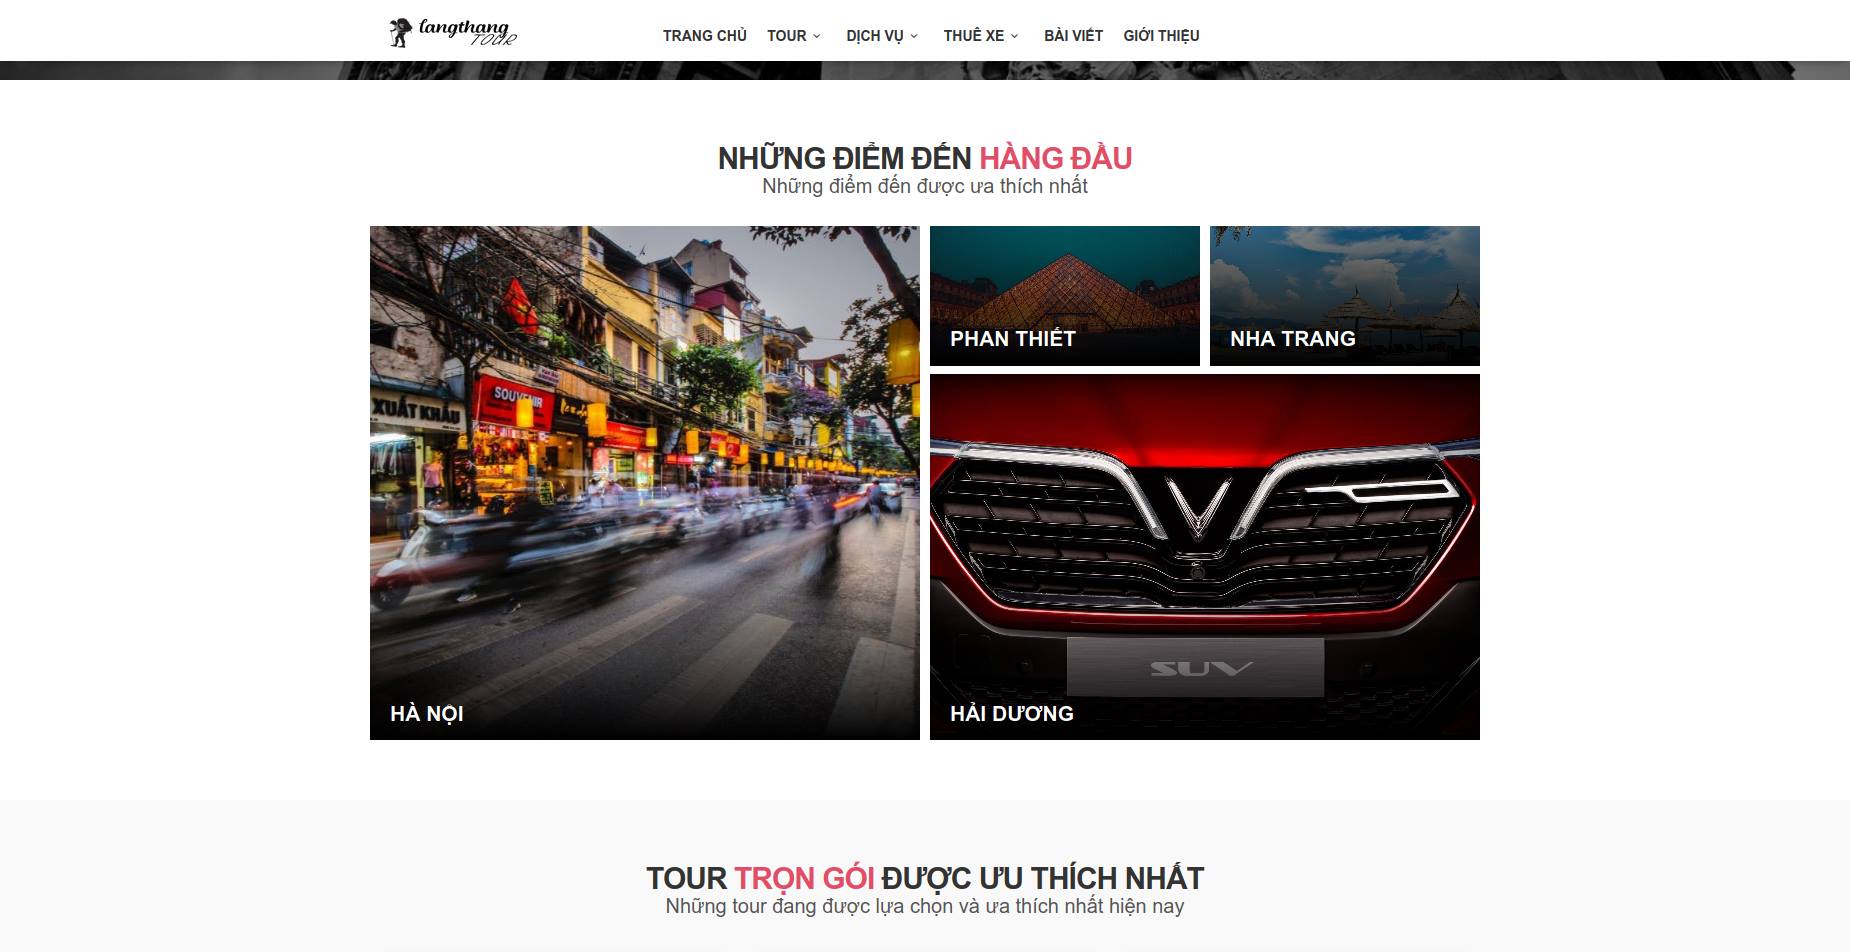 langthang
TOUR
TRANG CHỦ TOUR DỊCH VỤ THUÊ XE BÀI VIẾT GIỚI THIỆU
NHỮNG ĐIỂM ĐẾN HÀNG ĐẦU
Những điểm đến được ưa thích nhất
XUẤT KHẨU
SOUVENIR
PHAN THIẾT
NHA TRANG
SUV
HÀ NỘI
HẢI DƯƠNG
TOUR TRỌN GÓI ĐƯỢC ƯU THÍCH NHẤT
Những tour đang được lựa chọn và ưa thích nhất hiện nay